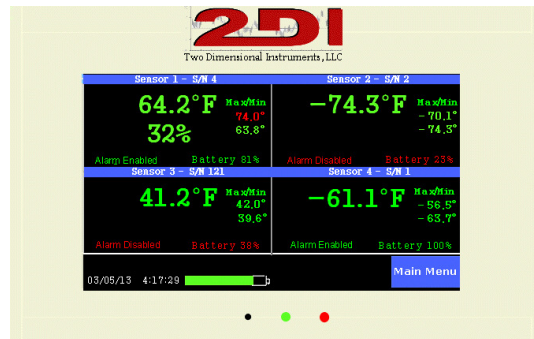 2DI
Two Dimensional Instruments, LLC
Sensor 1 - S/N 4
64.2°F
32%
Max/Min
74.0°
63.8°
Alarm Enabled Battery 81%
Sensor 2 - S/N 2
-74.3°F
Max/Min
-70.1°
-74.3°
Alarm Disabled Battery 23%
Sensor 3 - S/N 121
41.2°F
Max/Min
42.0°
39.6°
Alarm Disabled Battery 38%
Sensor 4 - S/N 1
-61.1°F
Max/Min
-56.5°
-63.7°
Alarm Enabled Battery 100%
03/05/13 4:17:29
Main Menu